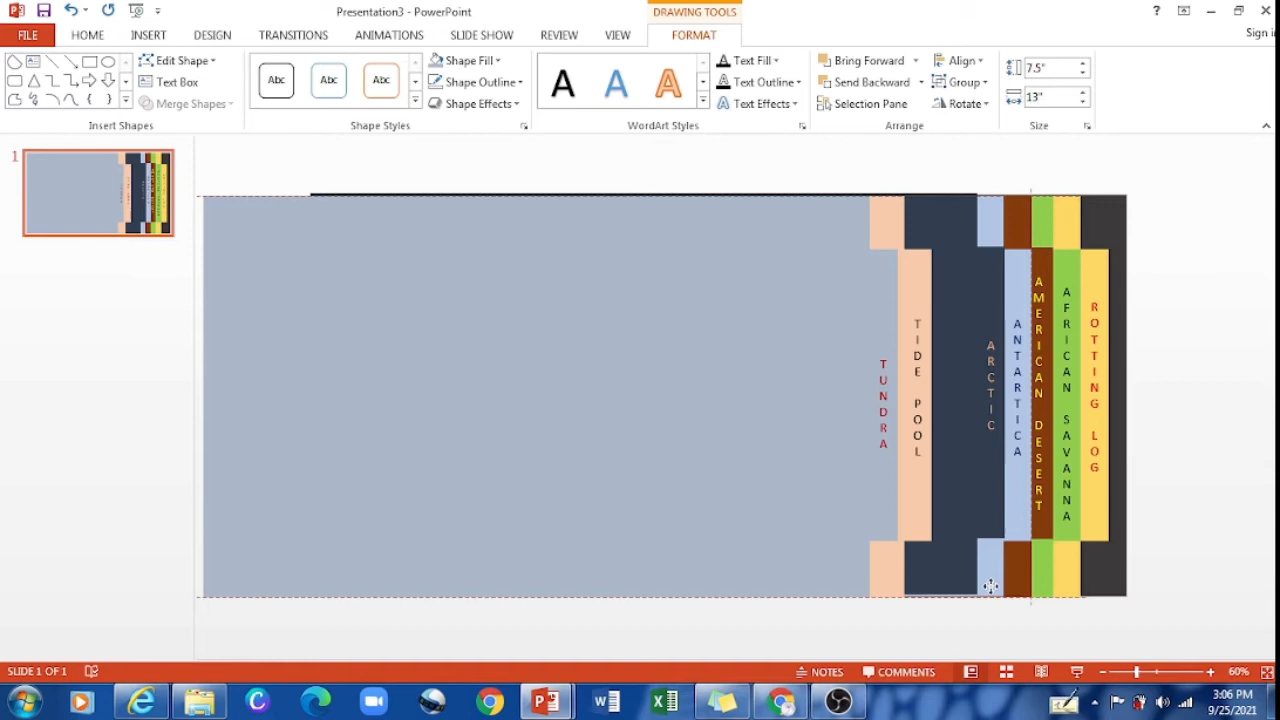 Presentation3 - PowerPoint
DRAWING TOOLS
?
FILE
HOME
INSERT
DESIGN
TRANSITIONS
ANIMATIONS
SLIDE SHOW
REVIEW
VIEW
FORMAT
Sign i
Edit Shape
Text Box
Merge Shapes
Insert Shapes
Abc
Abc
Abc
Shape Fill
Shape Outline
Shape Effects
Shape Styles
A
A
A
Text Fill
Text Outline
Text Effects
WordArt Styles
Bring Forward
Send Backward
Selection Pane
Align
Group
Rotate
Arrange
7.5"
13"
Size
1
TUNDRA
TIDE POOL
ARCTIC
ANTARTICA
AMERICAN DESERT
AFRICAN SAVANNA
ROTTING LOG
SLIDE 1 OF 1
NOTES
COMMENTS
60%
3:06 PM
9/25/2021